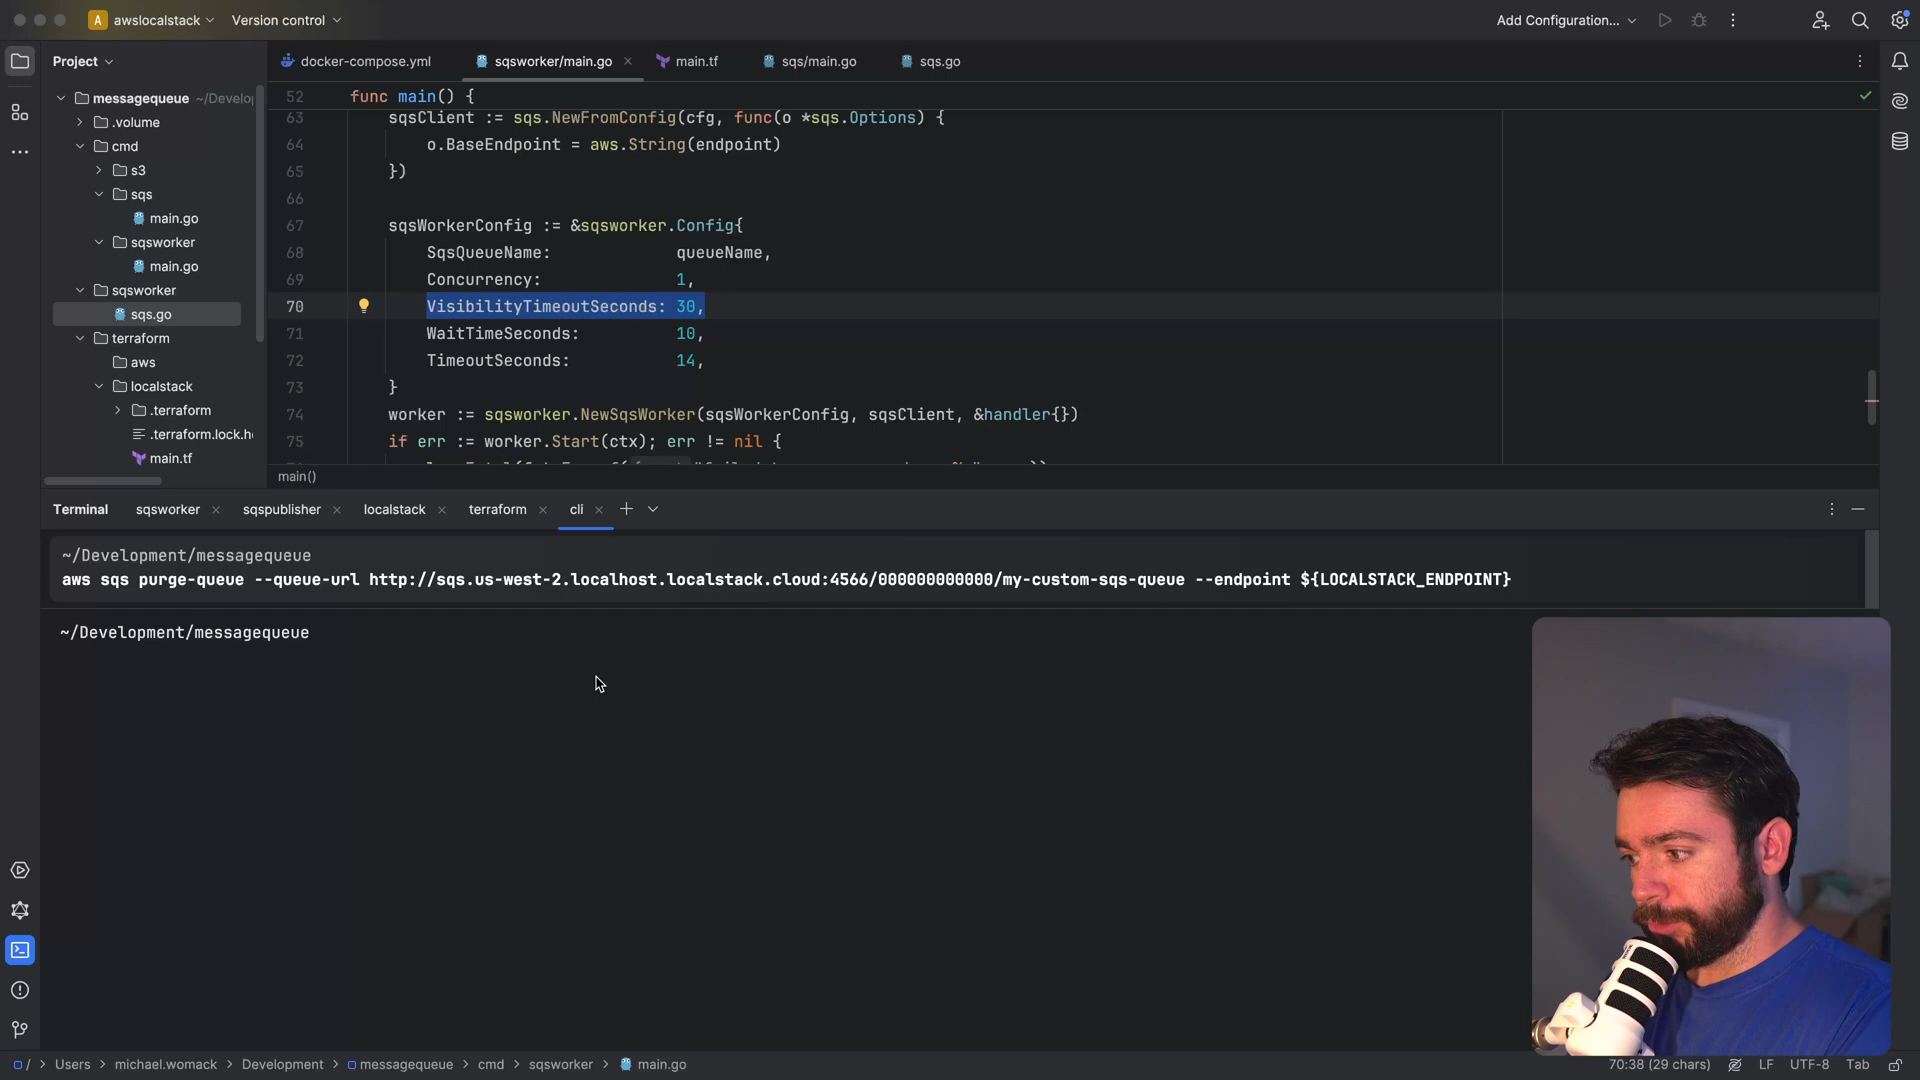 A awslocalstack Version control Add Configuration...
Project
docker-compose.yml sqsworker/main.go main.tf sqs/main.go sqs.go
messagequeue ~/Develo
.volume
cmd
s3
sqs
main.go
sqsworker
main.go
sqsworker
sqs.go
terraform
aws
localstack
.terraform
.terraform.lock.h
main.tf
52 func main() {
63 sqsClient := sqs.NewFromConfig(cfg, func(o *sqs.Options) {
64 o.BaseEndpoint = aws.String(endpoint)
65 })
66
67 sqsWorkerConfig := &sqsworker.Config{
68 SqsQueueName: queueName,
69 Concurrency: 1,
70 VisibilityTimeoutSeconds: 30,
71 WaitTimeSeconds: 10,
72 TimeoutSeconds: 14,
73 }
74 worker := sqsworker.NewSqsWorker(sqsWorkerConfig, sqsClient, &handler{})
75 if err := worker.Start(ctx); err != nil {
main()
Terminal sqsworker sqspublisher localstack terraform cli
~/Development/messagequeue
aws sqs purge-queue --queue-url http://sqs.us-west-2.localhost.localstack.cloud:4566/000000000000/my-custom-sqs-queue --endpoint ${LOCALSTACK_ENDPOINT}
~/Development/messagequeue
/ > Users > michael.womack > Development > messagequeue > cmd > sqsworker > main.go 70:38 (29 chars) LF UTF-8 Tab